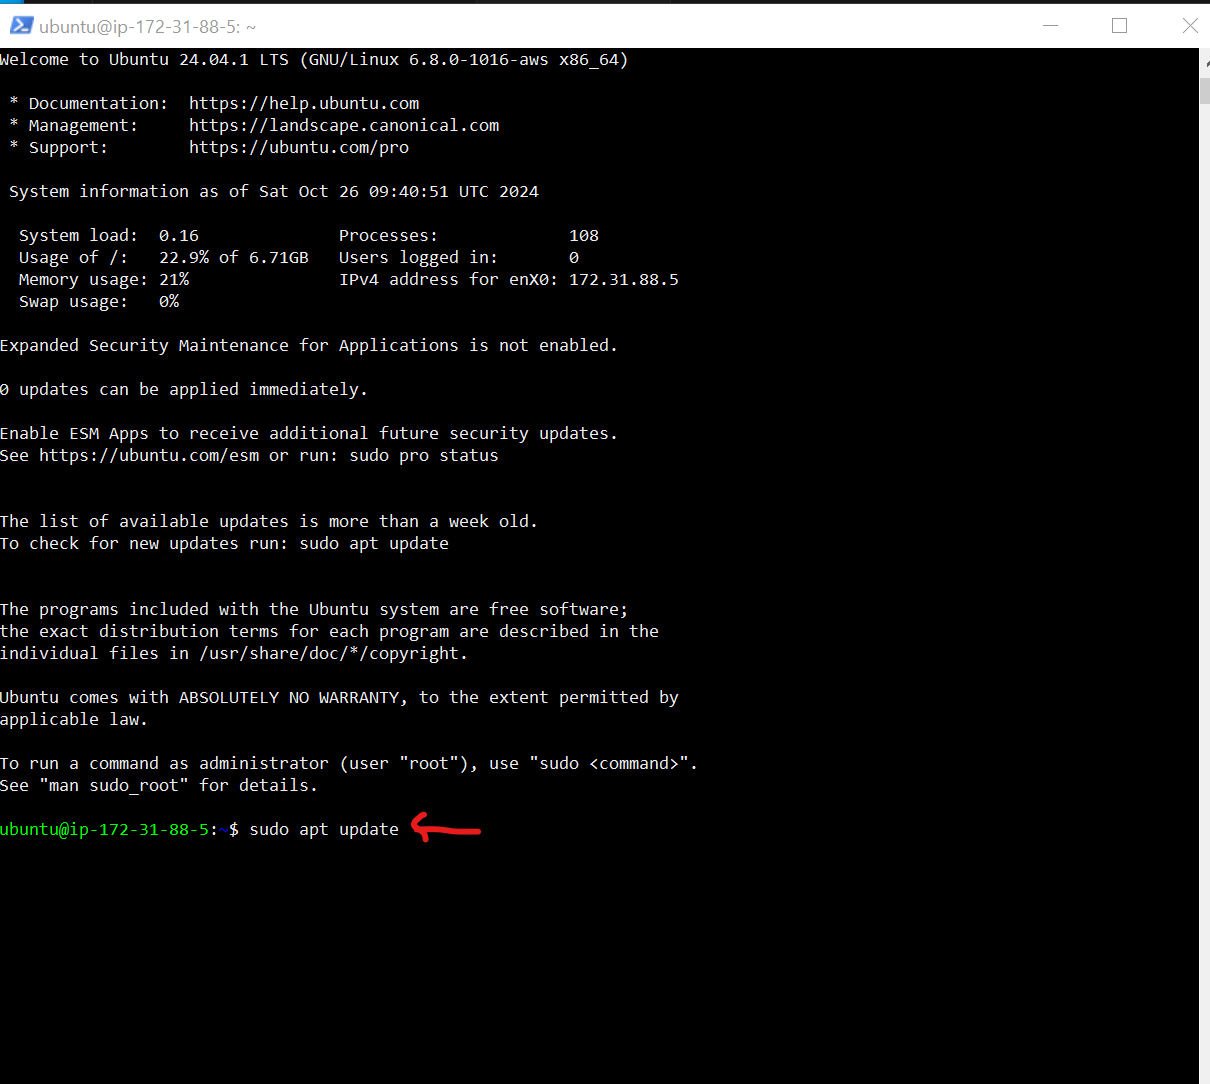 ubuntu@ip-172-31-88-5: ~
Welcome to Ubuntu 24.04.1 LTS (GNU/Linux 6.8.0-1016-aws x86_64)
* Documentation:  https://help.ubuntu.com
* Management:     https://landscape.canonical.com
* Support:        https://ubuntu.com/pro
System information as of Sat Oct 26 09:40:51 UTC 2024
System load:  0.16              Processes:             108
Usage of /:   22.9% of 6.71GB   Users logged in:       0
Memory usage: 21%               IPv4 address for enX0: 172.31.88.5
Swap usage:   0%
Expanded Security Maintenance for Applications is not enabled.
0 updates can be applied immediately.
Enable ESM Apps to receive additional future security updates.
See https://ubuntu.com/esm or run: sudo pro status
The list of available updates is more than a week old.
To check for new updates run: sudo apt update
The programs included with the Ubuntu system are free software;
the exact distribution terms for each program are described in the
individual files in /usr/share/doc/*/copyright.
Ubuntu comes with ABSOLUTELY NO WARRANTY, to the extent permitted by
applicable law.
To run a command as administrator (user "root"), use "sudo <command>".
See "man sudo_root" for details.
ubuntu@ip-172-31-88-5:~$ sudo apt update